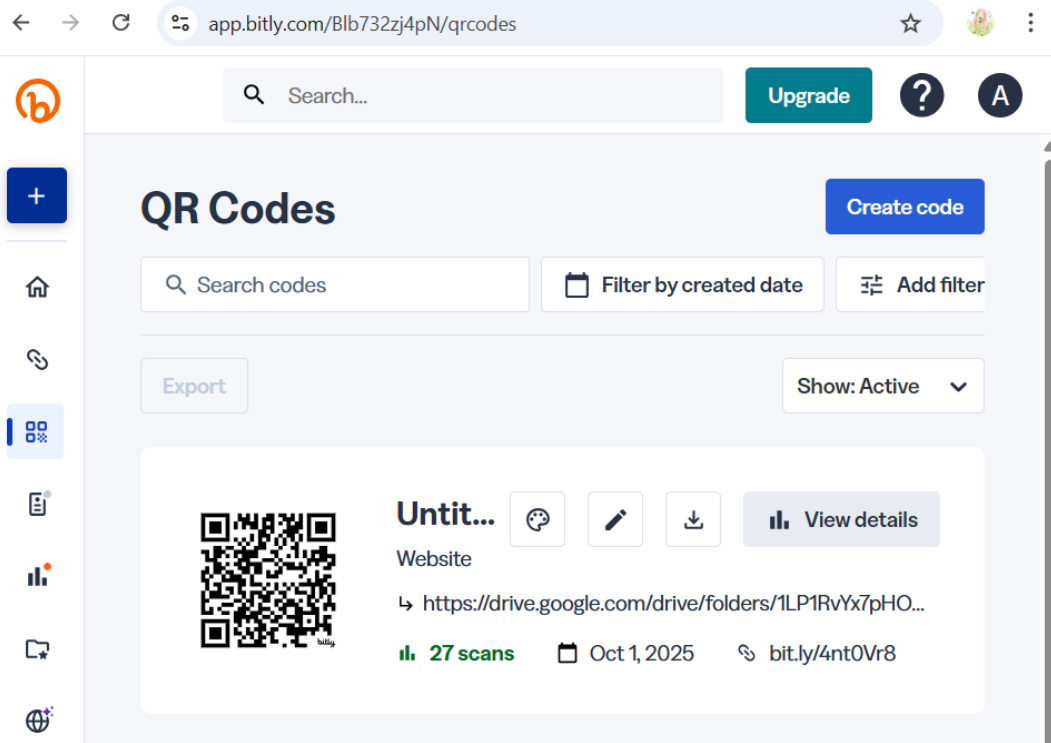 app.bitly.com/Blb732zj4pN/qrcodes
Search...
Upgrade
?
A
QR Codes
Create code
Search codes
Filter by created date
Add filter
Export
Show: Active
Untit...
View details
Website
https://drive.google.com/drive/folders/1LP1RvYx7pHO...
27 scans
Oct 1, 2025
bit.ly/4nt0Vr8
bitly